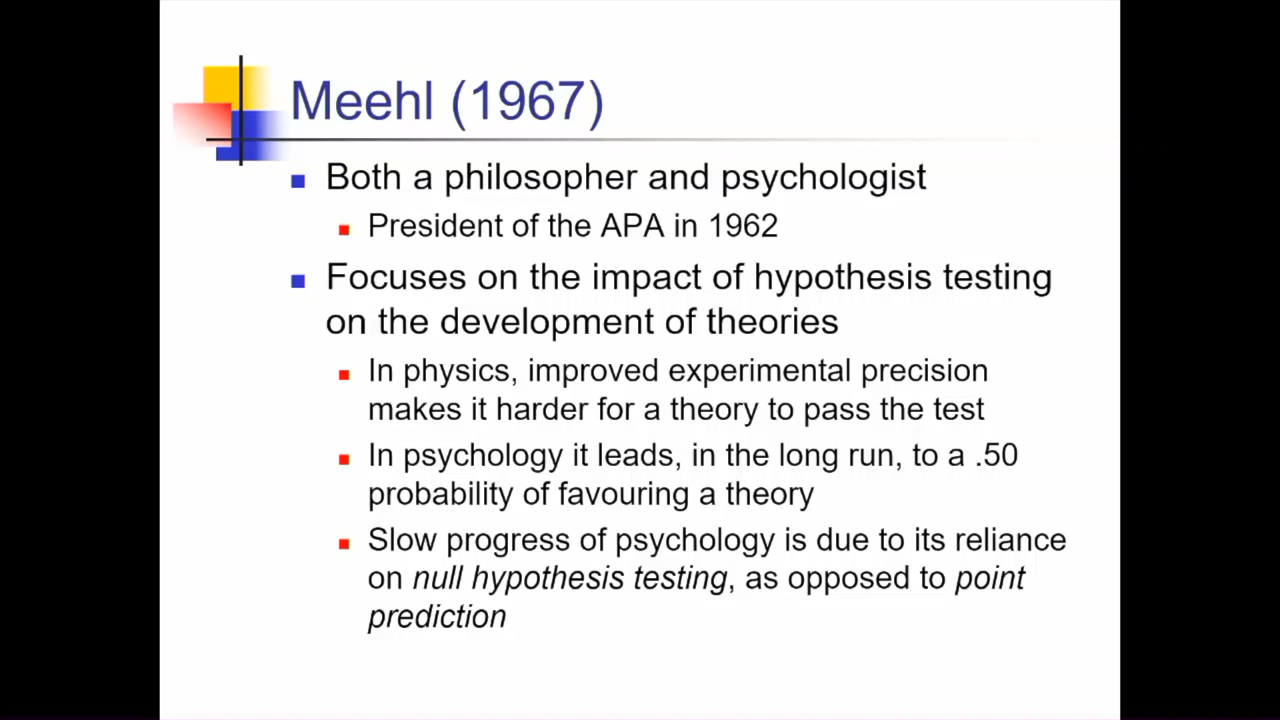 Meehl (1967)
Both a philosopher and psychologist
President of the APA in 1962
Focuses on the impact of hypothesis testing
on the development of theories
In physics, improved experimental precision
makes it harder for a theory to pass the test
In psychology it leads, in the long run, to a .50
probability of favouring a theory
Slow progress of psychology is due to its reliance
on null hypothesis testing, as opposed to point
prediction